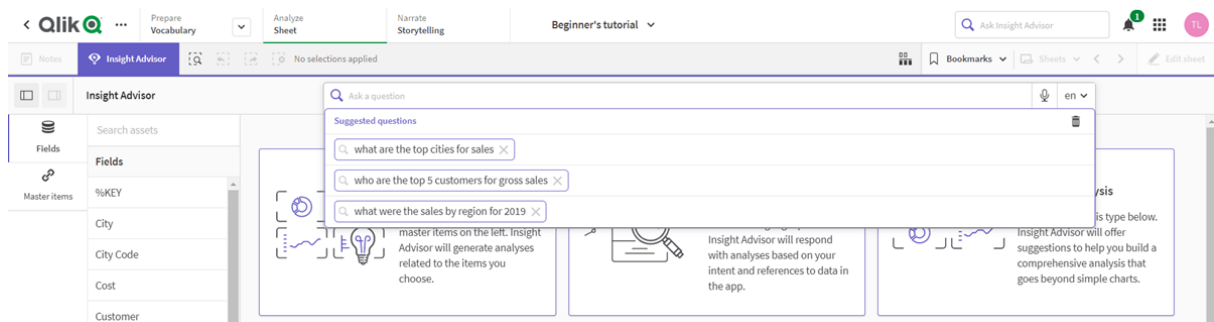 Qlik
Prepare
Vocabulary
Analyze
Sheet
Narrate
Storytelling
Beginner's tutorial
Ask Insight Advisor
1
TL
Notes
Insight Advisor
No selections applied
Bookmarks
Sheets
Edit sheet
Insight Advisor
Ask a question
en
Suggested questions
what are the top cities for sales
who are the top 5 customers for gross sales
what were the sales by region for 2019
Fields
Master items
Search assets
Fields
%KEY
City
City Code
Cost
Customer
master items on the left. Insight
Advisor will generate analyses
related to the items you
choose.
Insight Advisor will respond
with analyses based on your
intent and references to data in
the app.
is type below.
Insight Advisor will offer
suggestions to help you build a
comprehensive analysis that
goes beyond simple charts.